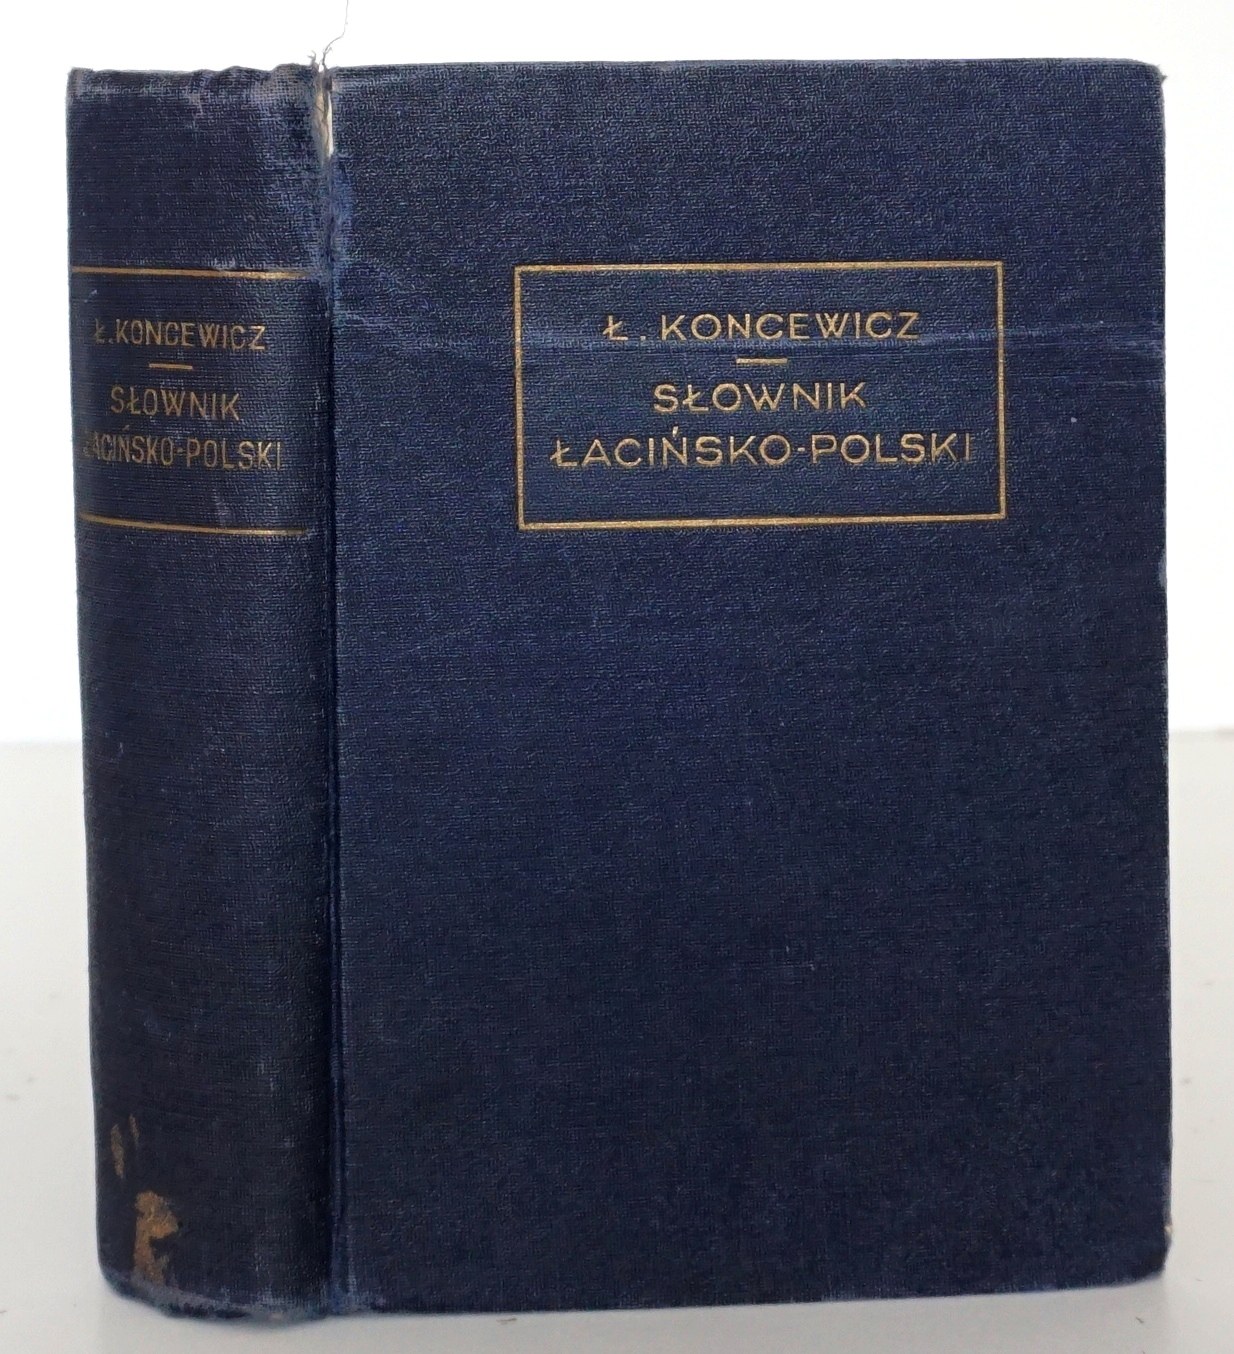 Ł. KONCEWICZ
SŁOWNIK
ŁACIŃSKO-POLSKI
Ł. KONCEWICZ
SŁOWNIK
ŁACIŃSKO-POLSKI